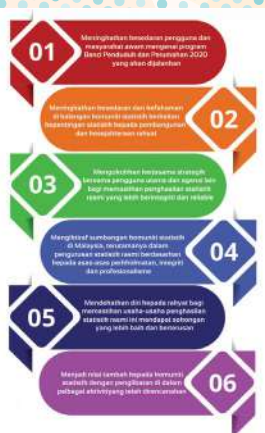 01
Meningkatkan kesedaran pengguna dan
masyarakat awam mengenai program
Banci Penduduk dan Perumahan 2020
yang akan dijalankan
Meningkatkan kesedaran dan kefahaman
di kalangan komuniti statistik berkaitan
kepentingan statistik kepada pembangunan
dan kesejahteraan rakyat
02
03
Mengukuhkan kerjasama strategik
bersama pengguna utama dan agensi lain
bagi memastikan penghasilan statistik
rasmi yang lebih berintegriti dan reliable
Mengiktiraf sumbangan komuniti statistik
di Malaysia, terutamanya dalam
pengurusan statistik rasmi berdasarkan
kepada asas-asas perkhidmatan, integriti
dan profesionalisme
04
05
Mendekatkan diri kepada rakyat bagi
memastikan usaha-usaha penghasilan
statistik rasmi ini mendapat sokongan
yang lebih baik dan berterusan
Menjadi nilai tambah kepada komuniti
statistik dengan penglibatan di dalam
pelbagai aktiviti yang telah direncanakan
06